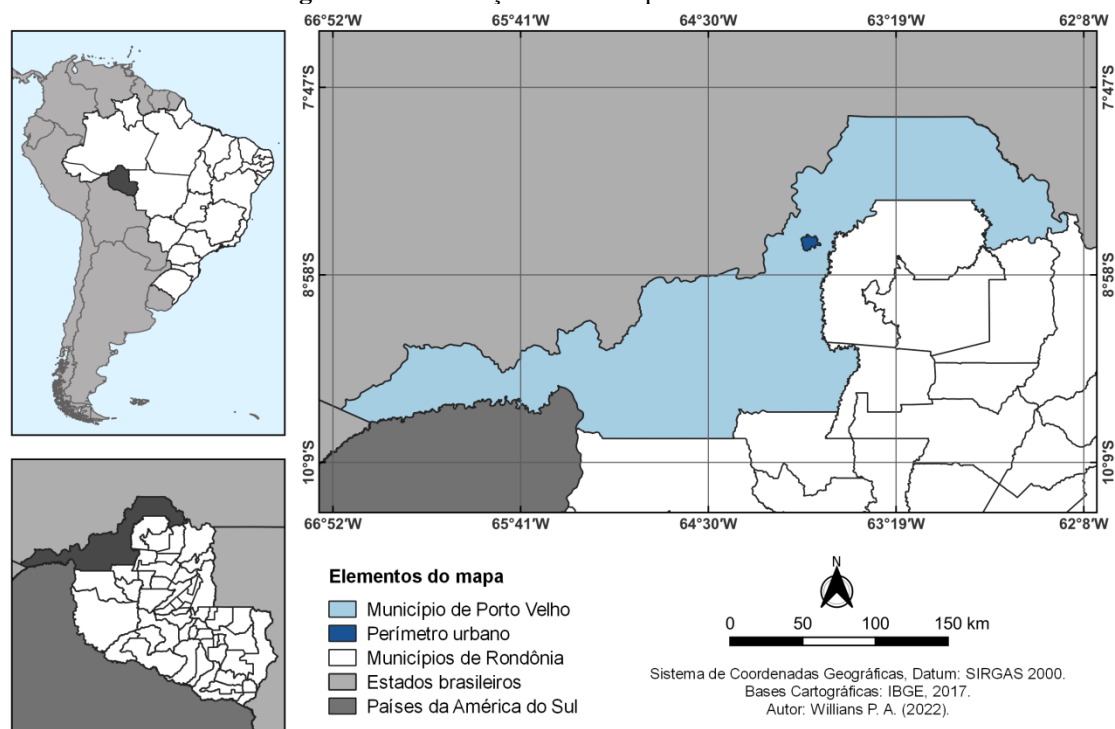 66°52'W 65°41'W 64°30'W 63°19'W 62°8'W
7°47'S 7°47'S
8°58'S 8°58'S
10°9'S 10°9'S
66°52'W 65°41'W 64°30'W 63°19'W 62°8'W
Elementos do mapa
Município de Porto Velho
Perímetro urbano
Municípios de Rondônia
Estados brasileiros
Países da América do Sul
N
0 50 100 150 km
Sistema de Coordenadas Geográficas, Datum: SIRGAS 2000.
Bases Cartográficas: IBGE, 2017.
Autor: Willians P. A. (2022).